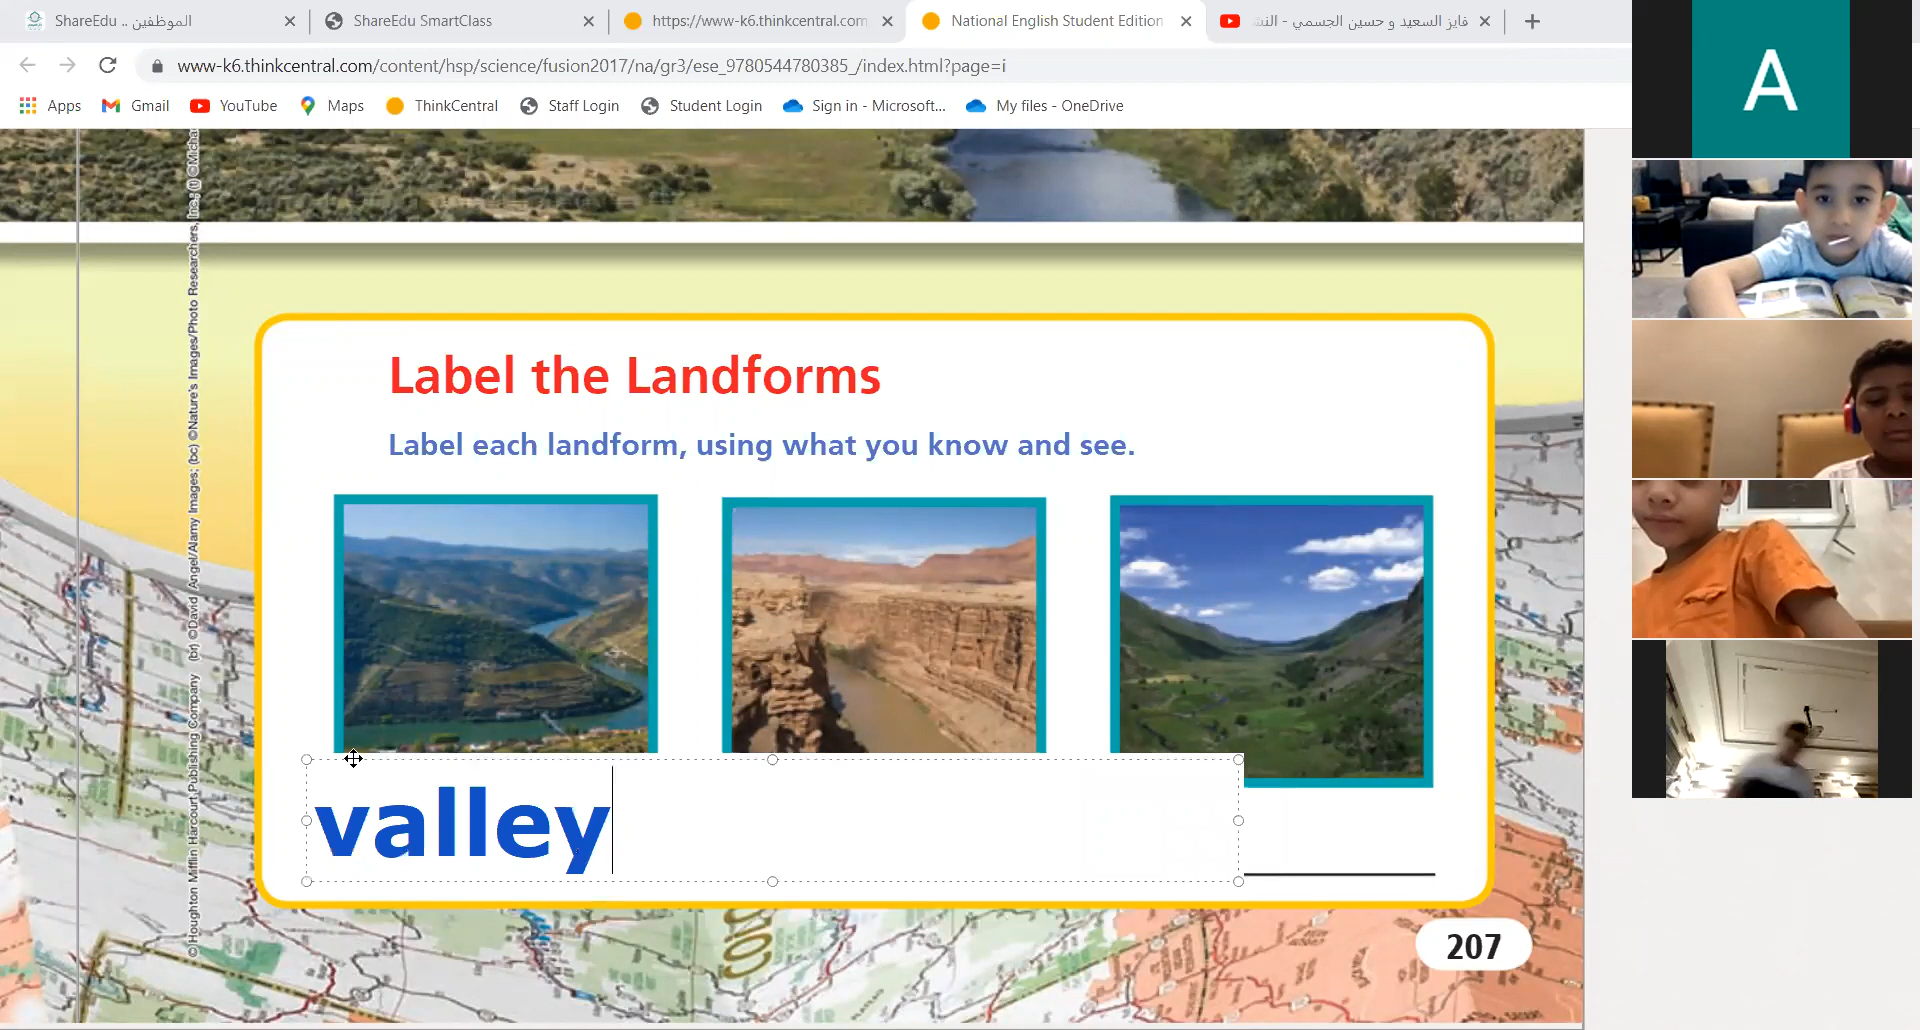 الموظفين .. ShareEdu
ShareEdu SmartClass
https://www-k6.thinkcentral.com
National English Student Edition
فايز السعيد و حسين الجسمي - النش
www-k6.thinkcentral.com/content/hsp/science/fusion2017/na/gr3/ese_9780544780385_/index.html?page=i
Apps
Gmail
YouTube
Maps
ThinkCentral
Staff Login
Student Login
Sign in - Microsoft...
My files - OneDrive
A
© Houghton Mifflin Harcourt Publishing Company (br) ©David Angel/Alamy Images; (bc) ©Nature's Images/Photo Researchers, Inc.; (t) ©Michae
Label the Landforms
Label each landform, using what you know and see.
valley
207